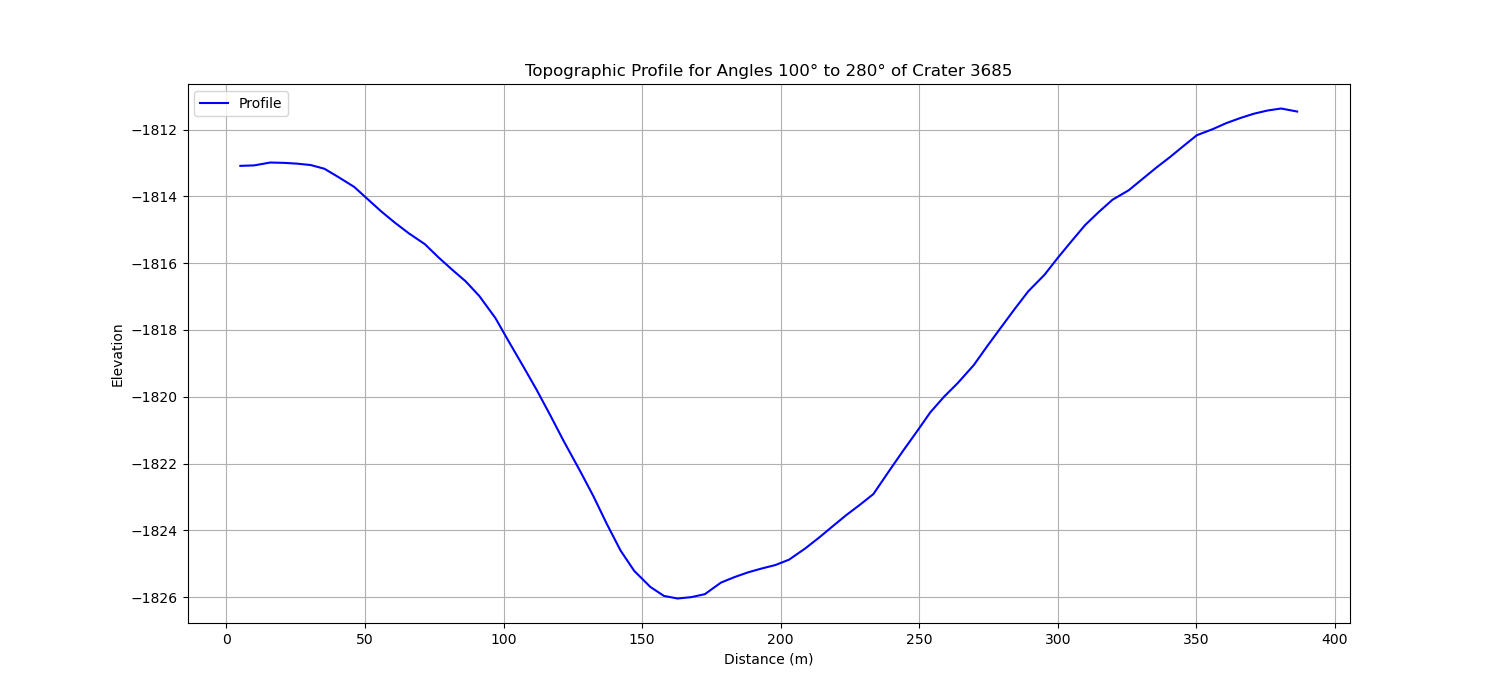 Topographic Profile for Angles 100° to 280° of Crater 3685
Profile
−1812
−1814
−1816
−1818
−1820
−1822
−1824
−1826
Elevation
0 50 100 150 200 250 300 350 400
Distance (m)